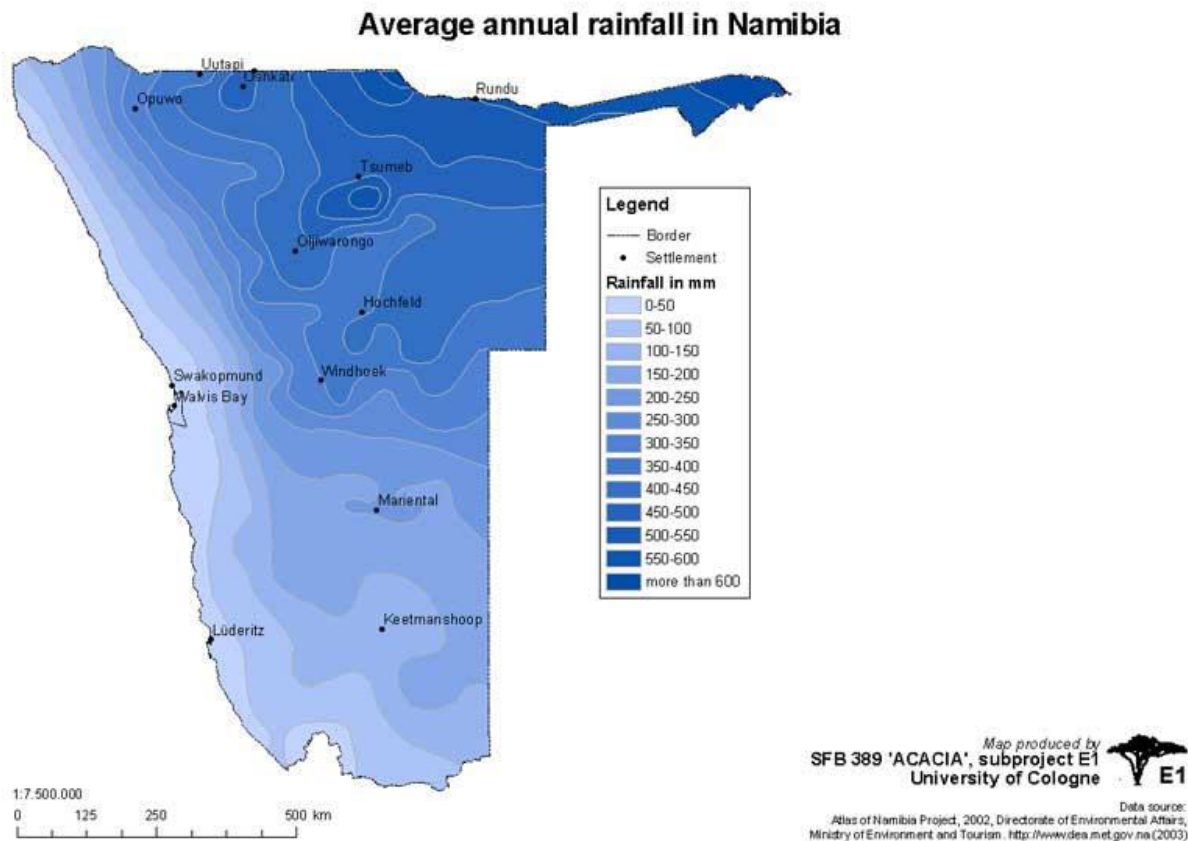 Average annual rainfall in Namibia
Uutapi
Oshkati
Rundu
Opuwo
Tsumeb
Otjiwarongo
Hochfeld
Windhoek
Swakopmund
Walvis Bay
Mariental
Keetmanshoop
Lüderitz
Legend
Border
Settlement
Rainfall in mm
0-50
50-100
100-150
150-200
200-250
250-300
300-350
350-400
400-450
450-500
500-550
550-600
more than 600
1:7.500.000
0 125 250 500 km
Map produced by
SFB 389 'ACACIA', subproject E1
University of Cologne
E1
Data source:
Atlas of Namibia Project, 2002, Directorate of Environmental Affairs,
Ministry of Environment and Tourism. http://www.dea.met.gov.na (2003)